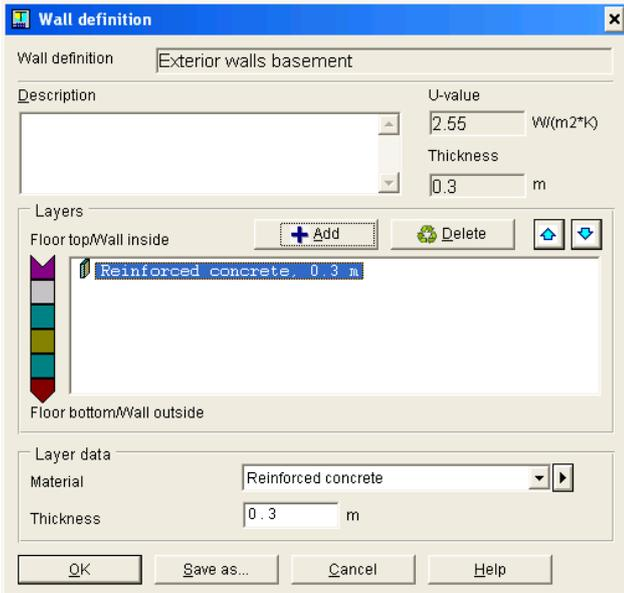 Wall definition
Wall definition Exterior walls basement
Description
U-value
2.55 W/(m2*K)
Thickness
0.3 m
Layers
Floor top/Wall inside Add Delete
Reinforced concrete, 0.3 m
Floor bottom/Wall outside
Layer data
Material Reinforced concrete
Thickness 0.3 m
OK Save as... Cancel Help